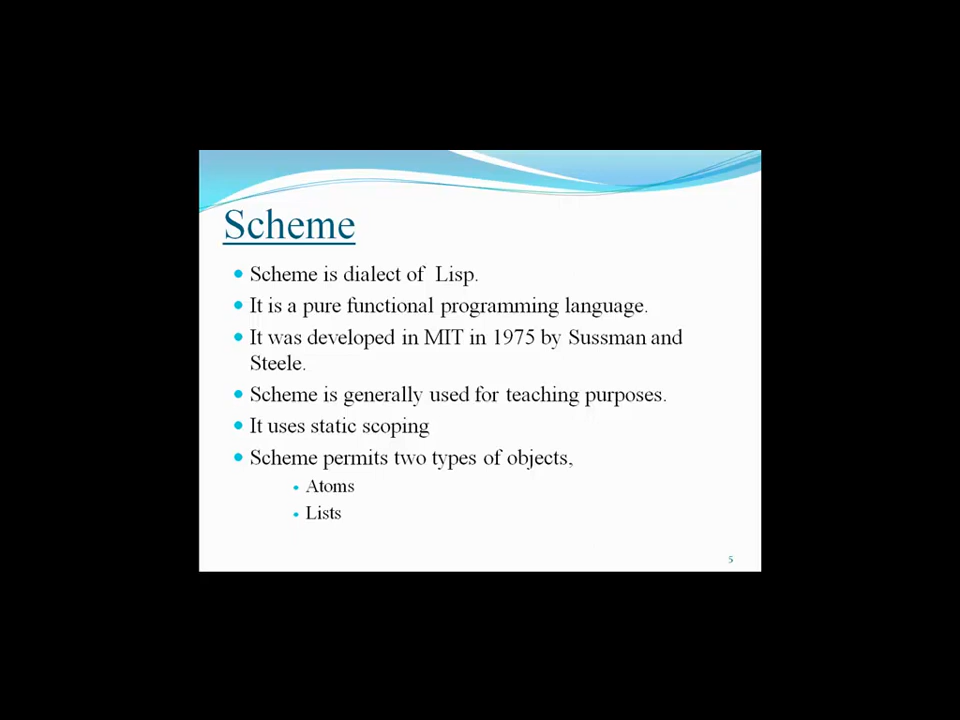 Scheme
Scheme is dialect of Lisp.
It is a pure functional programming language.
It was developed in MIT in 1975 by Sussman and
Steele.
Scheme is generally used for teaching purposes.
It uses static scoping
Scheme permits two types of objects,
Atoms
Lists
5